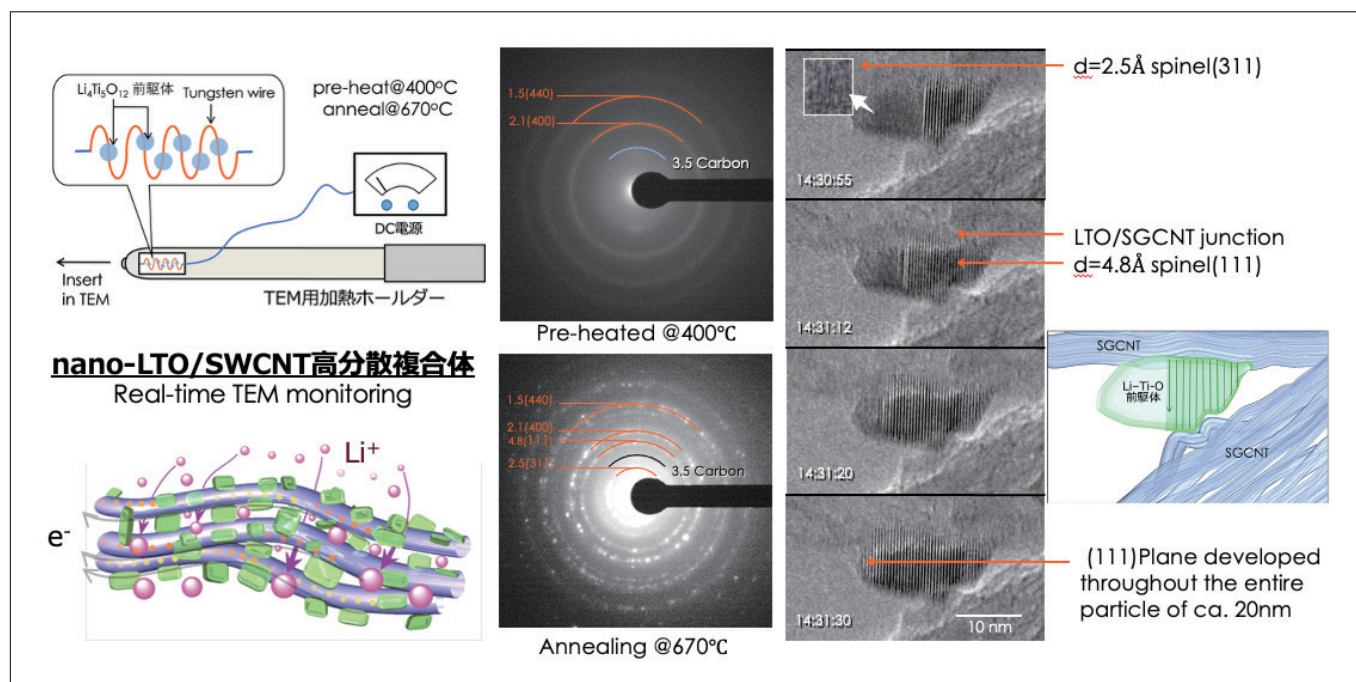 Li₄Ti₅O₁₂ 前駆体
Tungsten wire
pre-heat@400°C
anneal@670°C
DC電源
Insert
in TEM
TEM用加熱ホールダー
nano-LTO/SWCNT高分散複合体
Real-time TEM monitoring
Li⁺
e⁻
1.5(440)
2.1(400)
3.5 Carbon
Pre-heated @400℃
1.5(440)
2.1(400)
4.8(111)
2.5(311)
3.5 Carbon
Annealing @670℃
14:30:55
14:31:12
14:31:20
14:31:30
10 nm
d=2.5Å spinel(311)
LTO/SGCNT junction
d=4.8Å spinel(111)
SGCNT
Li-Ti-O
前駆体
SGCNT
(111)Plane developed
throughout the entire
particle of ca. 20nm